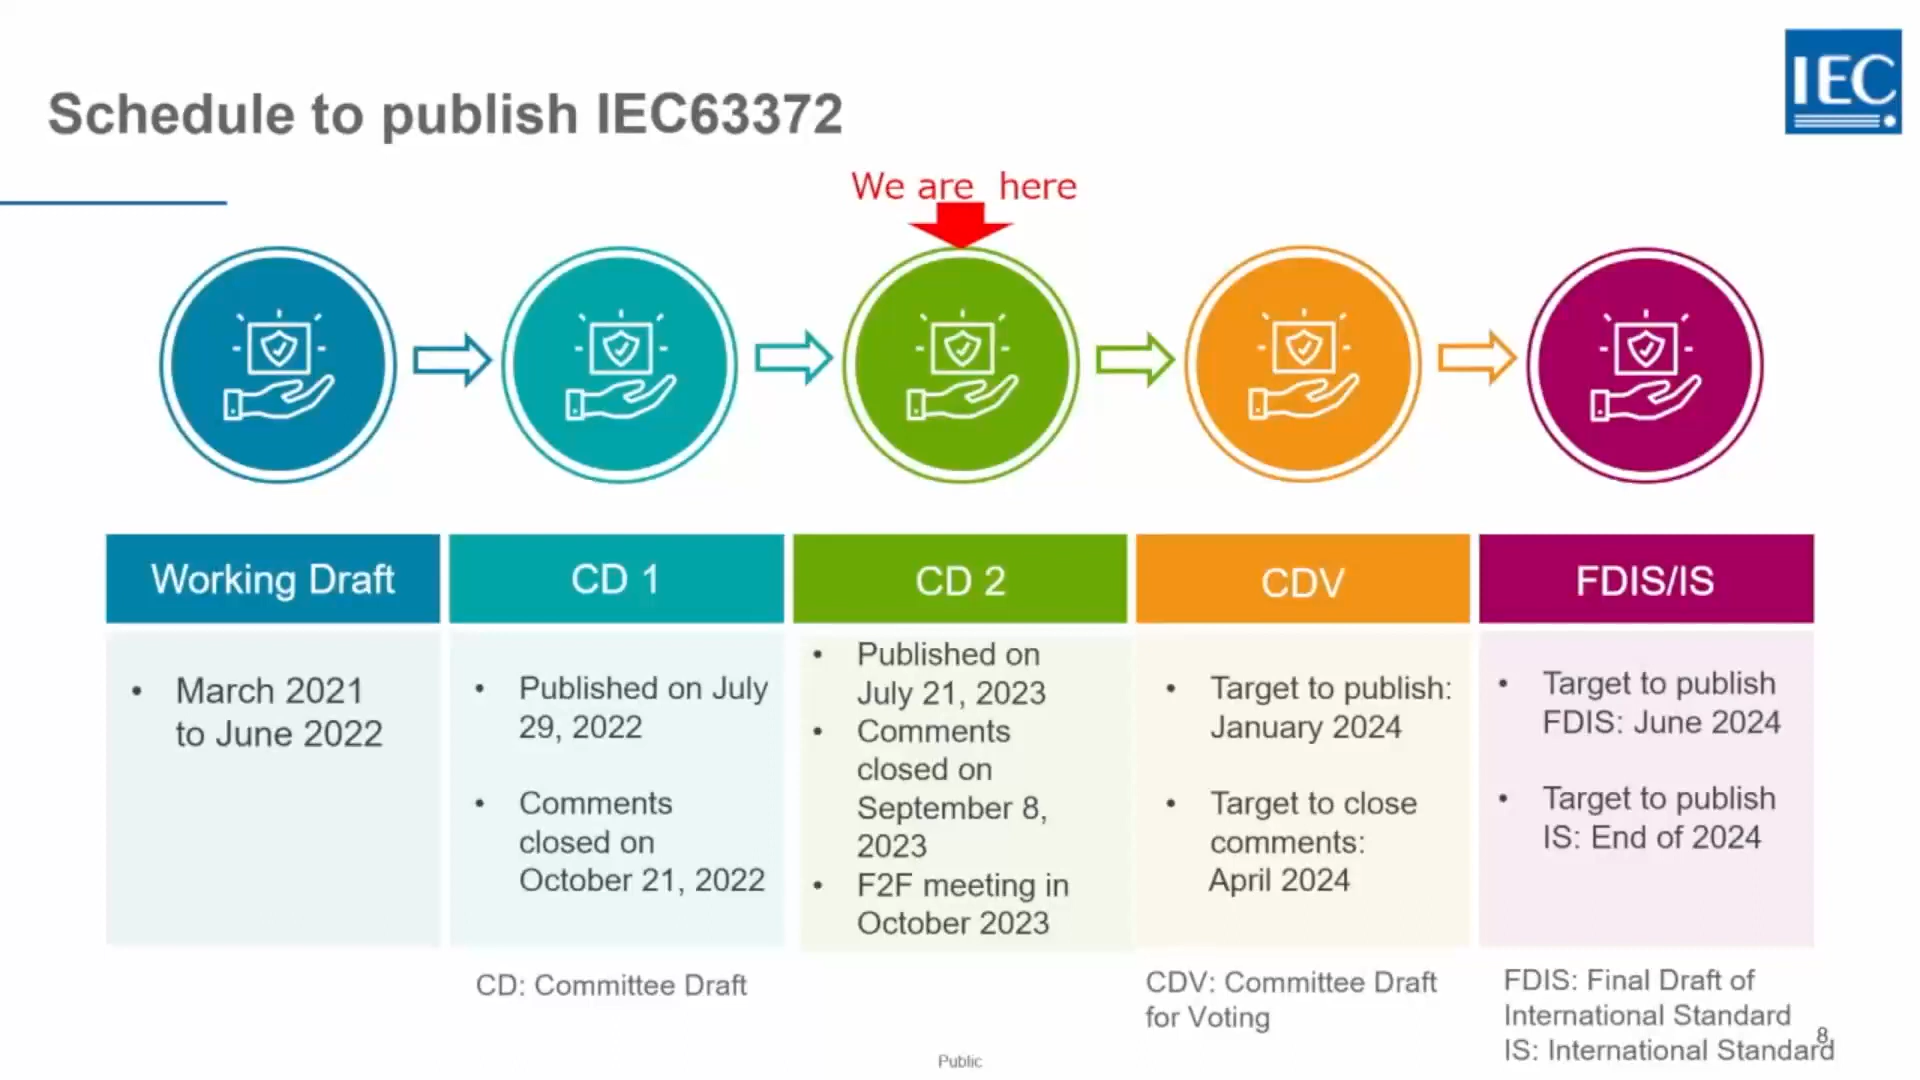 IEC
Schedule to publish IEC63372
We are here
Working Draft
CD 1
CD 2
CDV
FDIS/IS
• March 2021
to June 2022
• Published on July
29, 2022
• Comments
closed on
October 21, 2022
• Published on
July 21, 2023
• Comments
closed on
September 8,
2023
• F2F meeting in
October 2023
• Target to publish:
January 2024
• Target to close
comments:
April 2024
• Target to publish
FDIS: June 2024
• Target to publish
IS: End of 2024
CD: Committee Draft
CDV: Committee Draft
for Voting
FDIS: Final Draft of
International Standard
IS: International Standard
8
Public